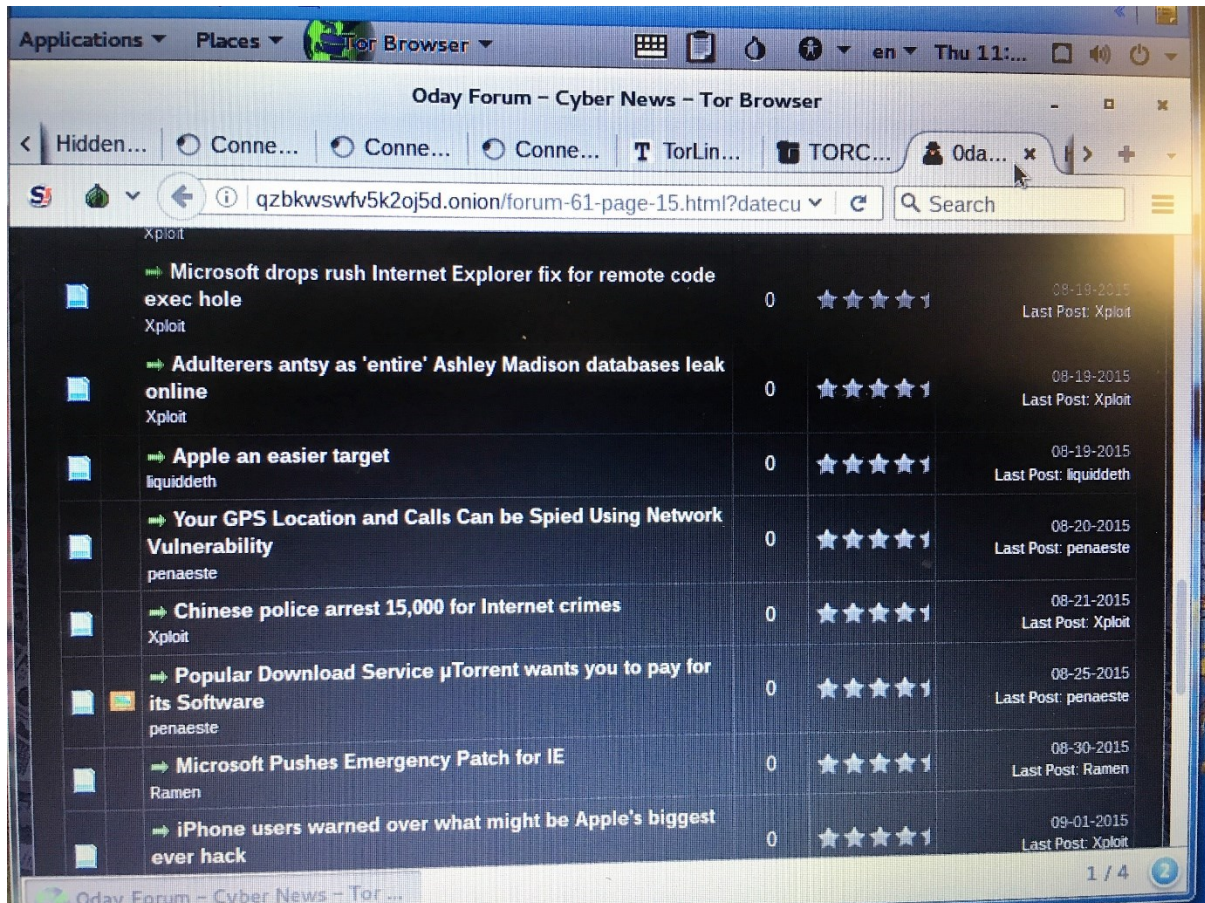 Applications Places Tor Browser en Thu 11:...
0day Forum – Cyber News – Tor Browser
Hidden... Conne... Conne... Conne... TorLin... TORC... 0da...
qzbkwswfv5k2oj5d.onion/forum-61-page-15.html?datecu Search
Xploit
Microsoft drops rush Internet Explorer fix for remote code
exec hole
Xploit
0
08-19-2015
Last Post: Xploit
Adulterers antsy as 'entire' Ashley Madison databases leak
online
Xploit
0
08-19-2015
Last Post: Xploit
Apple an easier target
liquiddeth
0
08-19-2015
Last Post: liquiddeth
Your GPS Location and Calls Can be Spied Using Network
Vulnerability
penaeste
0
08-20-2015
Last Post: penaeste
Chinese police arrest 15,000 for Internet crimes
Xploit
0
08-21-2015
Last Post: Xploit
Popular Download Service µTorrent wants you to pay for
its Software
penaeste
0
08-25-2015
Last Post: penaeste
Microsoft Pushes Emergency Patch for IE
Ramen
0
08-30-2015
Last Post: Ramen
iPhone users warned over what might be Apple's biggest
ever hack
0
09-01-2015
Last Post: Xploit
1 / 4 2
0day Forum – Cyber News – Tor ...